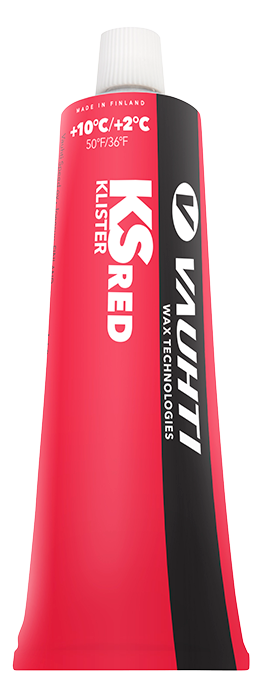 MADE IN FINLAND
+10°C/+2°C
50°F/36°F
KS RED
KLISTER
V VAUHTI
WAX TECHNOLOGIES